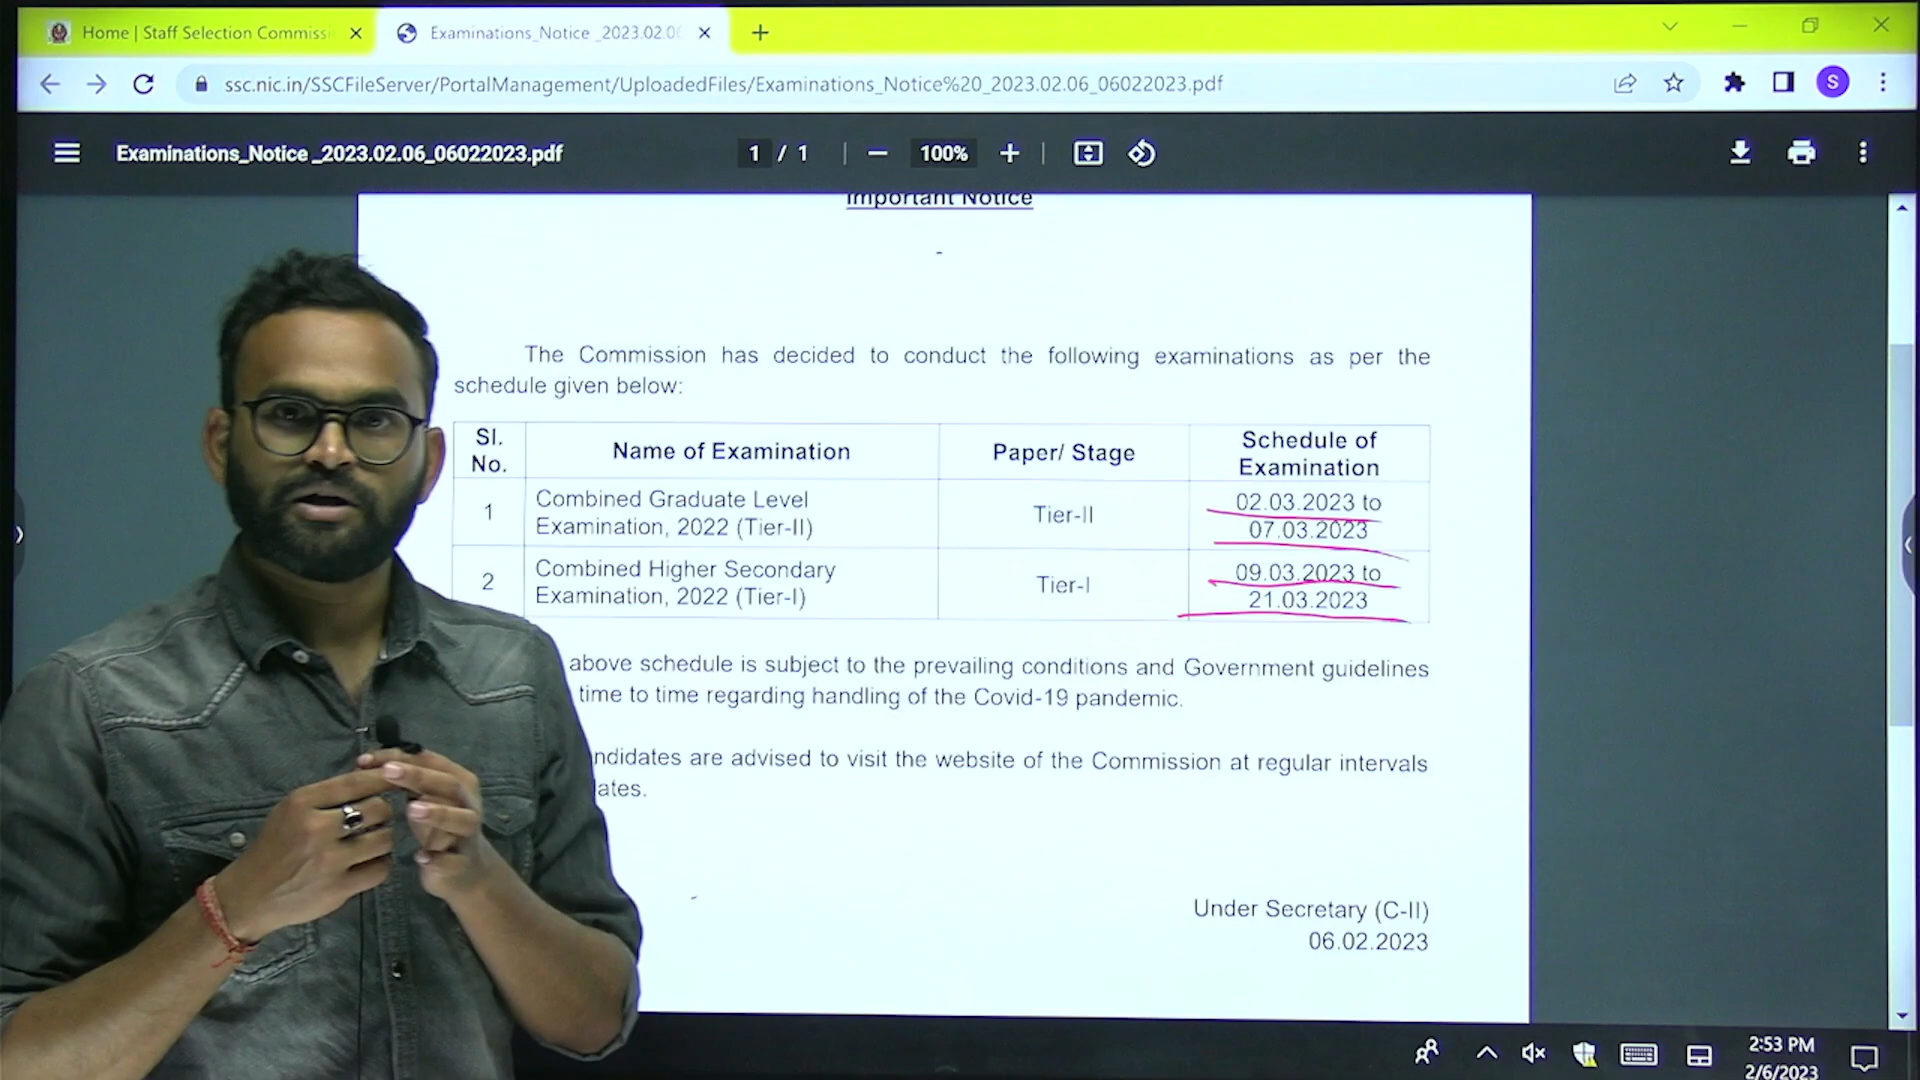 Home | Staff Selection Commissi
Examinations_Notice _2023.02.0
ssc.nic.in/SSCFileServer/PortalManagement/UploadedFiles/Examinations_Notice%20_2023.02.06_06022023.pdf
S
Examinations_Notice _2023.02.06_06022023.pdf
1 / 1
100%
Important Notice
The Commission has decided to conduct the following examinations as per the
schedule given below:
Sl. No. Name of Examination Paper/ Stage Schedule of Examination
1 Combined Graduate Level Examination, 2022 (Tier-II) Tier-II 02.03.2023 to 07.03.2023
2 Combined Higher Secondary Examination, 2022 (Tier-I) Tier-I 09.03.2023 to 21.03.2023
above schedule is subject to the prevailing conditions and Government guidelines
time to time regarding handling of the Covid-19 pandemic.
ndidates are advised to visit the website of the Commission at regular intervals
ates.
Under Secretary (C-II)
06.02.2023
2:53 PM
2/6/2023